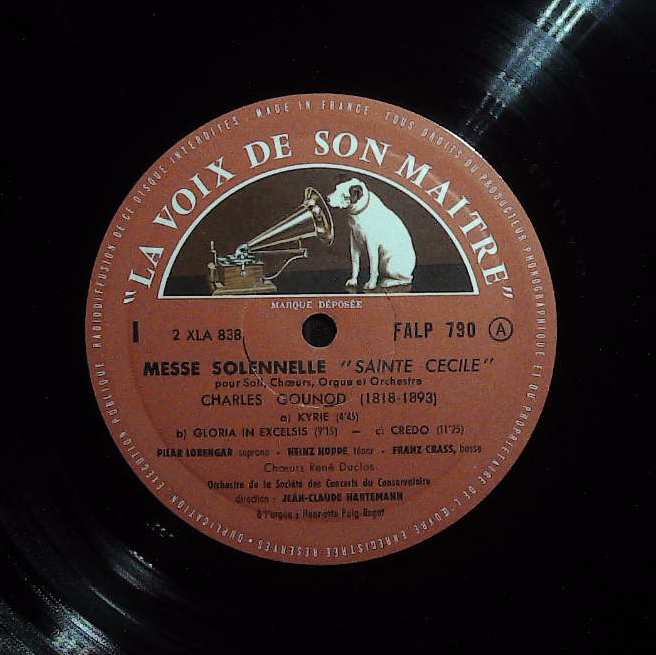 DUPLICATION, EXÉCUTION PUBLIQUE, RADIODIFFUSION DE CE DISQUE INTERDITES · MADE IN FRANCE · TOUS DROITS DU PRODUCTEUR PHONOGRAPHIQUE ET DU PROPRIÉTAIRE DE L'ŒUVRE ENREGISTRÉE RÉSERVÉS ·
"LA VOIX DE SON MAITRE"
MARQUE DÉPOSÉE
I 2 XLA 838 FALP 790 A
MESSE SOLENNELLE "SAINTE CECILE"
pour Soli, Chœurs, Orgue et Orchestre
CHARLES GOUNOD (1818-1893)
a) KYRIE (4'45)
b) GLORIA IN EXCELSIS (9'15) — c) CREDO (11'25)
PILAR LORENGAR, soprano - HEINZ HOPPE, ténor - FRANZ CRASS, basse
Chœurs René Duclos
Orchestre de la Société des Concerts du Conservatoire
direction : JEAN-CLAUDE HARTEMANN
à l'orgue : Henriette Puig-Roget